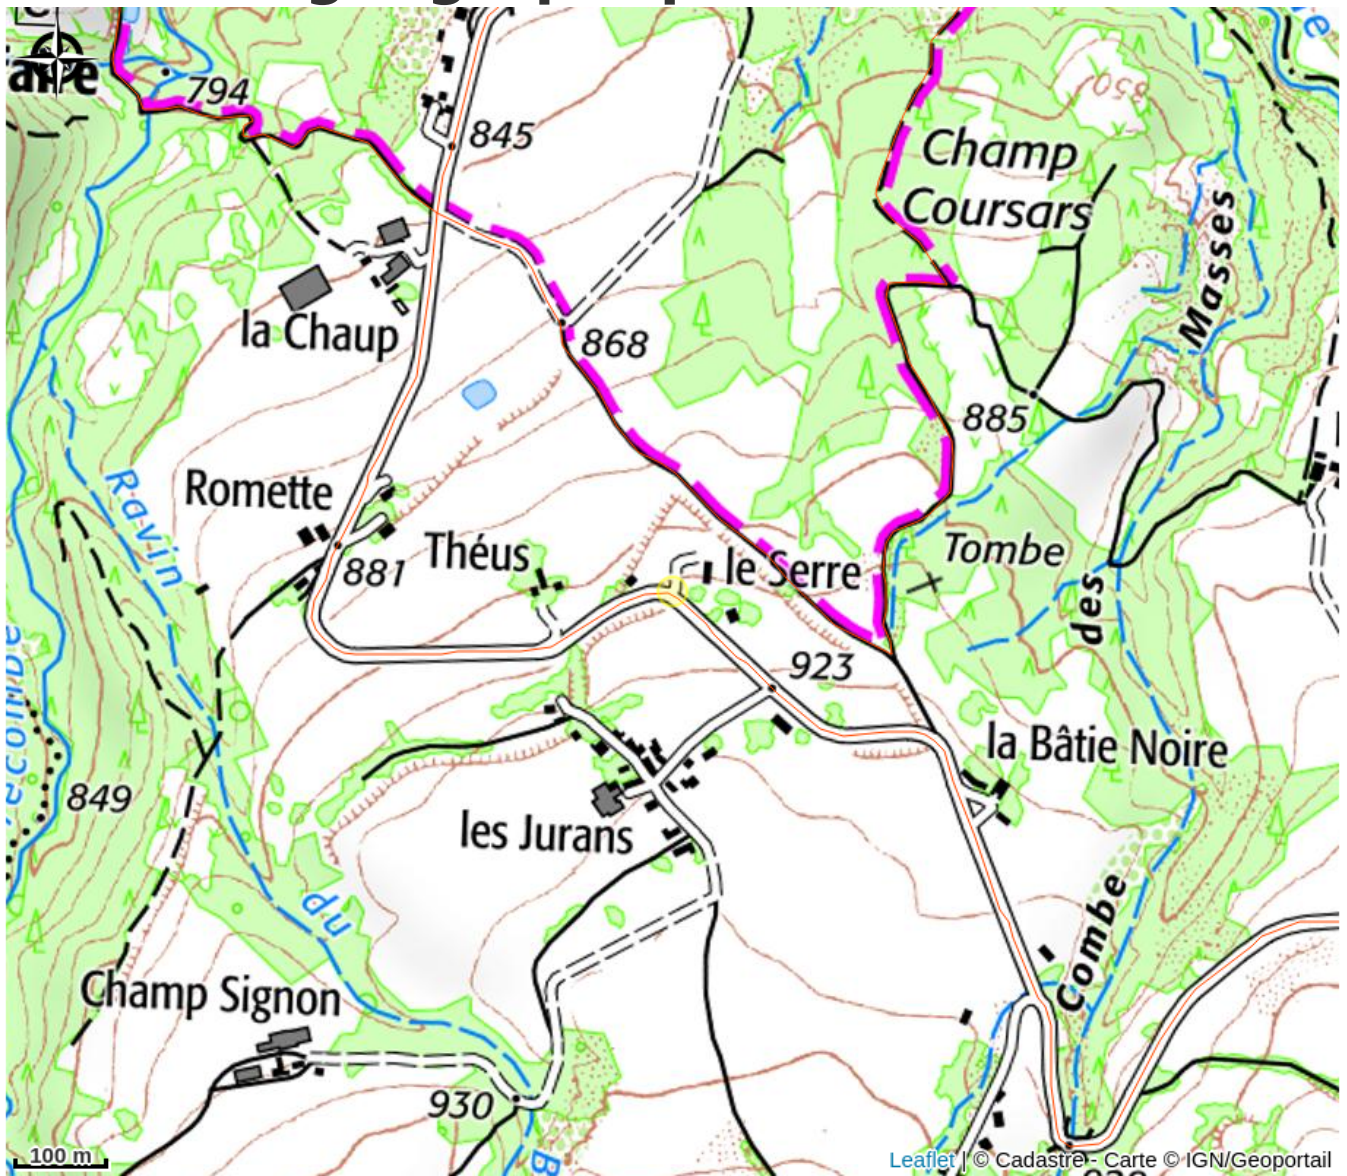 794
845
Champ
Coursars
850
Masses
la Chaup
868
885
Romette
Ravin
Théus
le Serre
Tombe
881
des
923
la Bâtie Noire
849
les Jurans
du
Combe
Champ Signon
930
100 m
Leaflet | © Cadastre - Carte © IGN/Geoportail